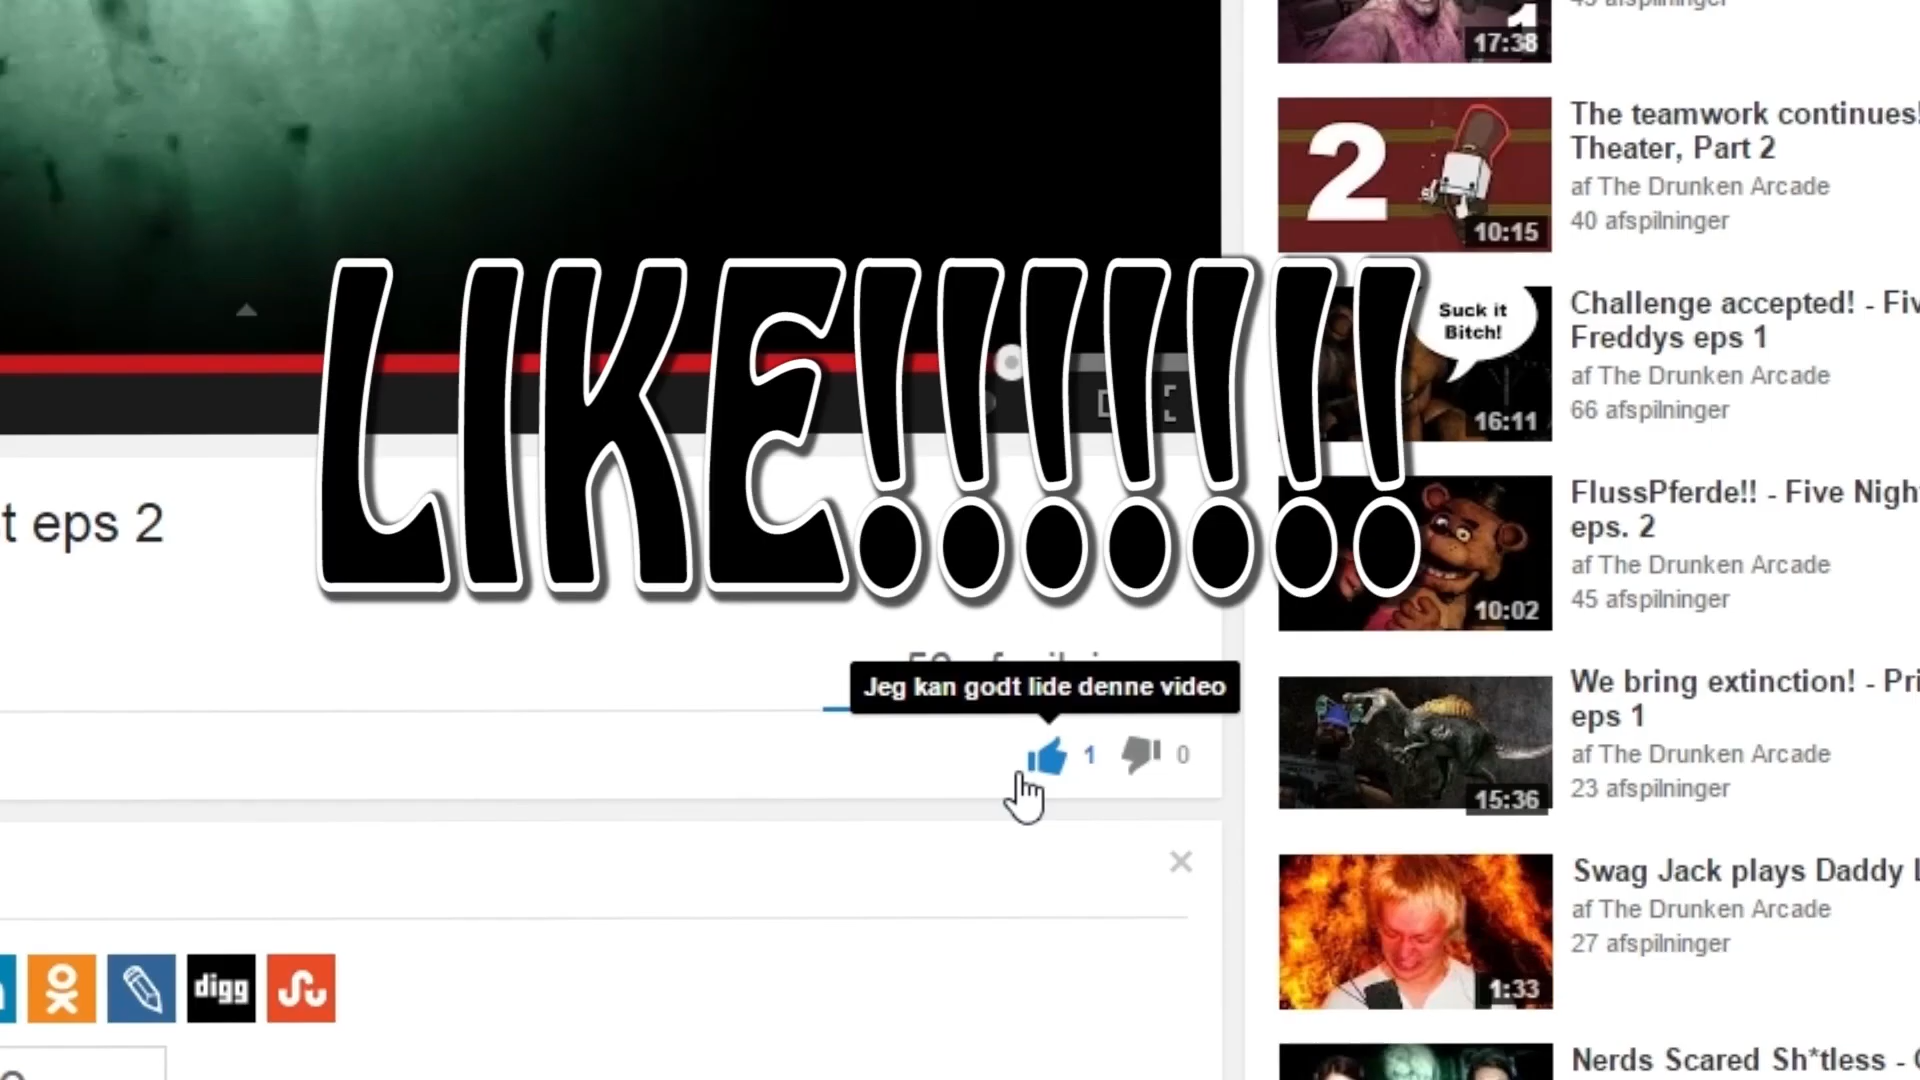 1
17:38
2
10:15
The teamwork continues!
Theater, Part 2
af The Drunken Arcade
40 afspilninger
LIKE!!!!!!!
Suck it
Bitch!
16:11
Challenge accepted! - Fiv
Freddys eps 1
af The Drunken Arcade
66 afspilninger
t eps 2
10:02
FlussPferde!! - Five Nigh
eps. 2
af The Drunken Arcade
45 afspilninger
Jeg kan godt lide denne video
1 0
15:36
We bring extinction! - Pri
eps 1
af The Drunken Arcade
23 afspilninger
1:33
Swag Jack plays Daddy L
af The Drunken Arcade
27 afspilninger
digg
Nerds Scared Sh*tless -